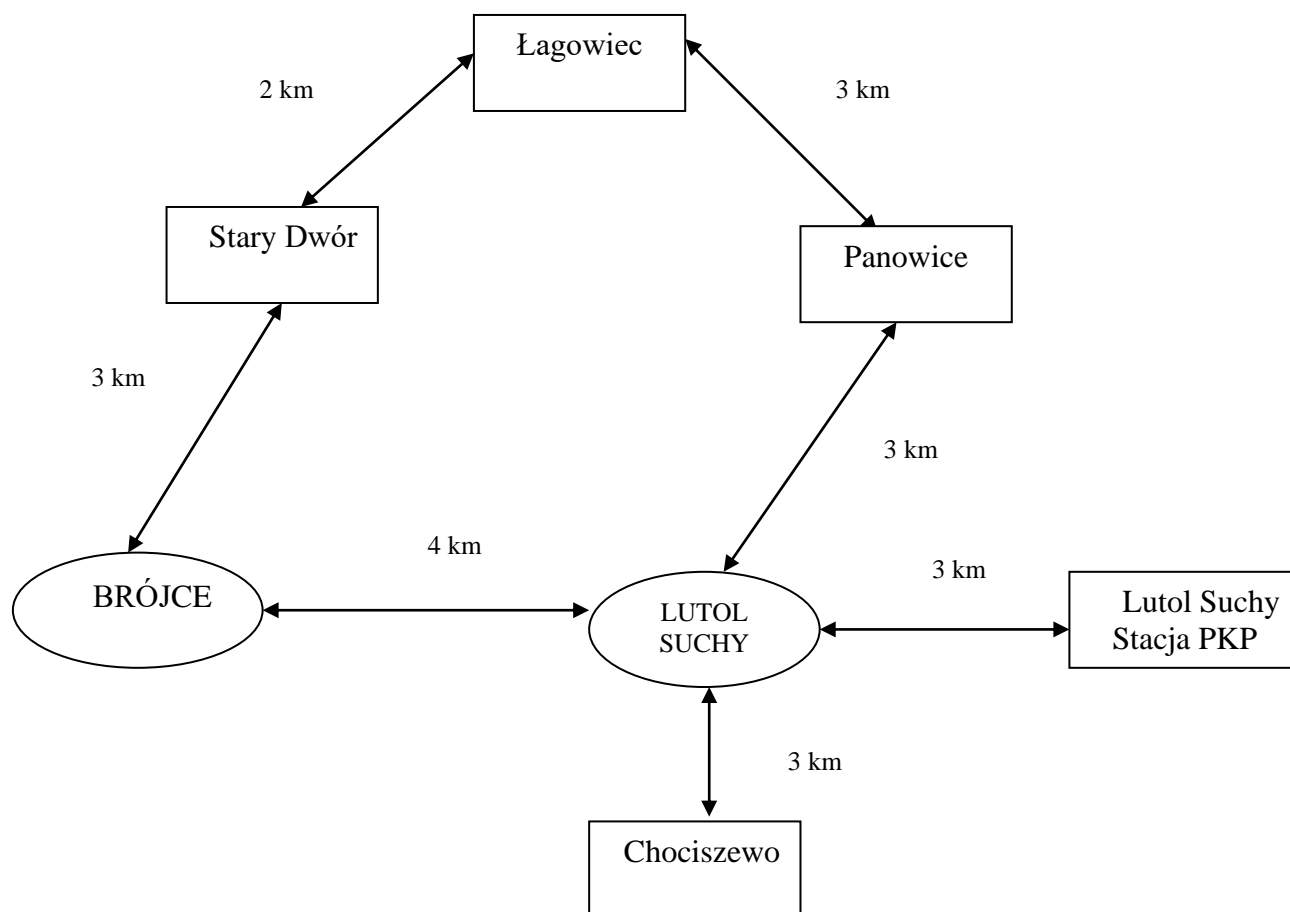 Łagowiec
2 km
3 km
Stary Dwór
Panowice
3 km
3 km
4 km
BRÓJCE
3 km
LUTOL
SUCHY
Lutol Suchy
Stacja PKP
3 km
Chociszewo